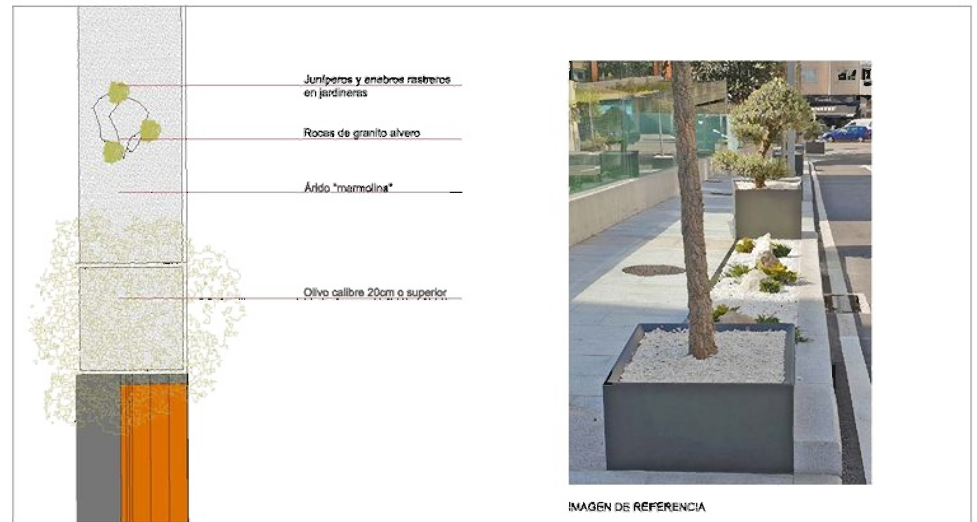 Juníperos y enebros rastreros
en jardineras
Rocas de granito alvero
Árido "marmolina"
Olivo calibre 20cm o superior
IMAGEN DE REFERENCIA